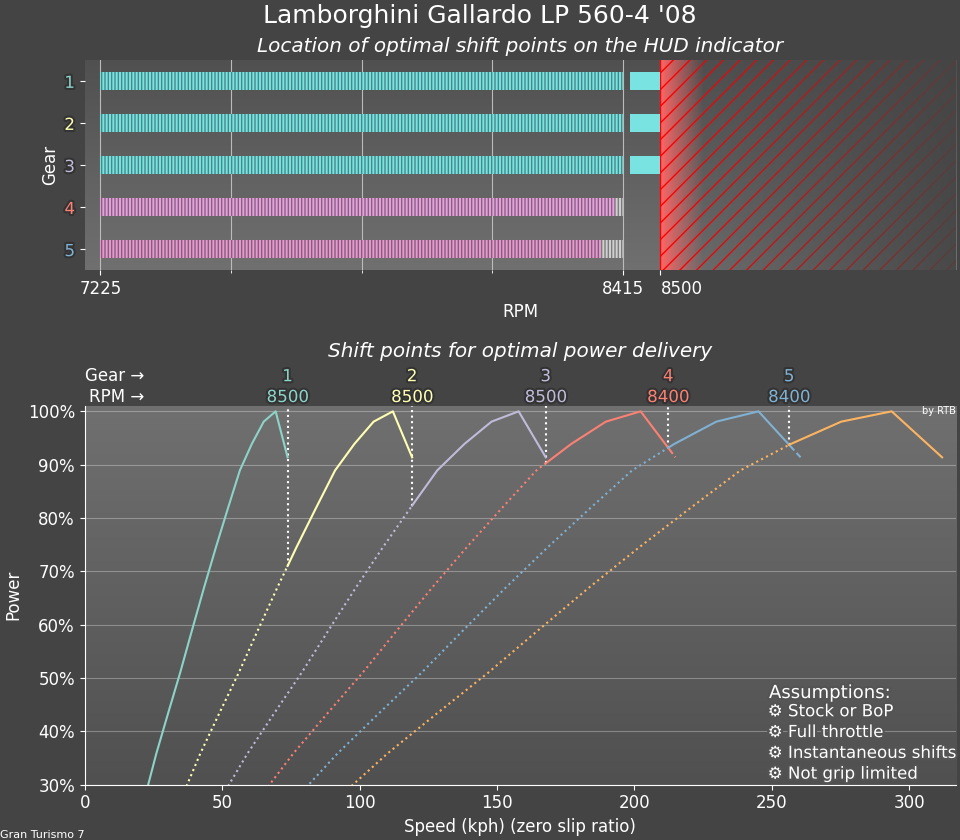 Lamborghini Gallardo LP 560-4 '08
Location of optimal shift points on the HUD indicator
Gear
1
2
3
4
5
7225 8415 8500
RPM
Shift points for optimal power delivery
Gear → 1 2 3 4 5
RPM → 8500 8500 8500 8400 8400
by RTB
Power
100%
90%
80%
70%
60%
50%
40%
30%
Assumptions:
⚙ Stock or BoP
⚙ Full throttle
⚙ Instantaneous shifts
⚙ Not grip limited
0 50 100 150 200 250 300
Speed (kph) (zero slip ratio)
Gran Turismo 7